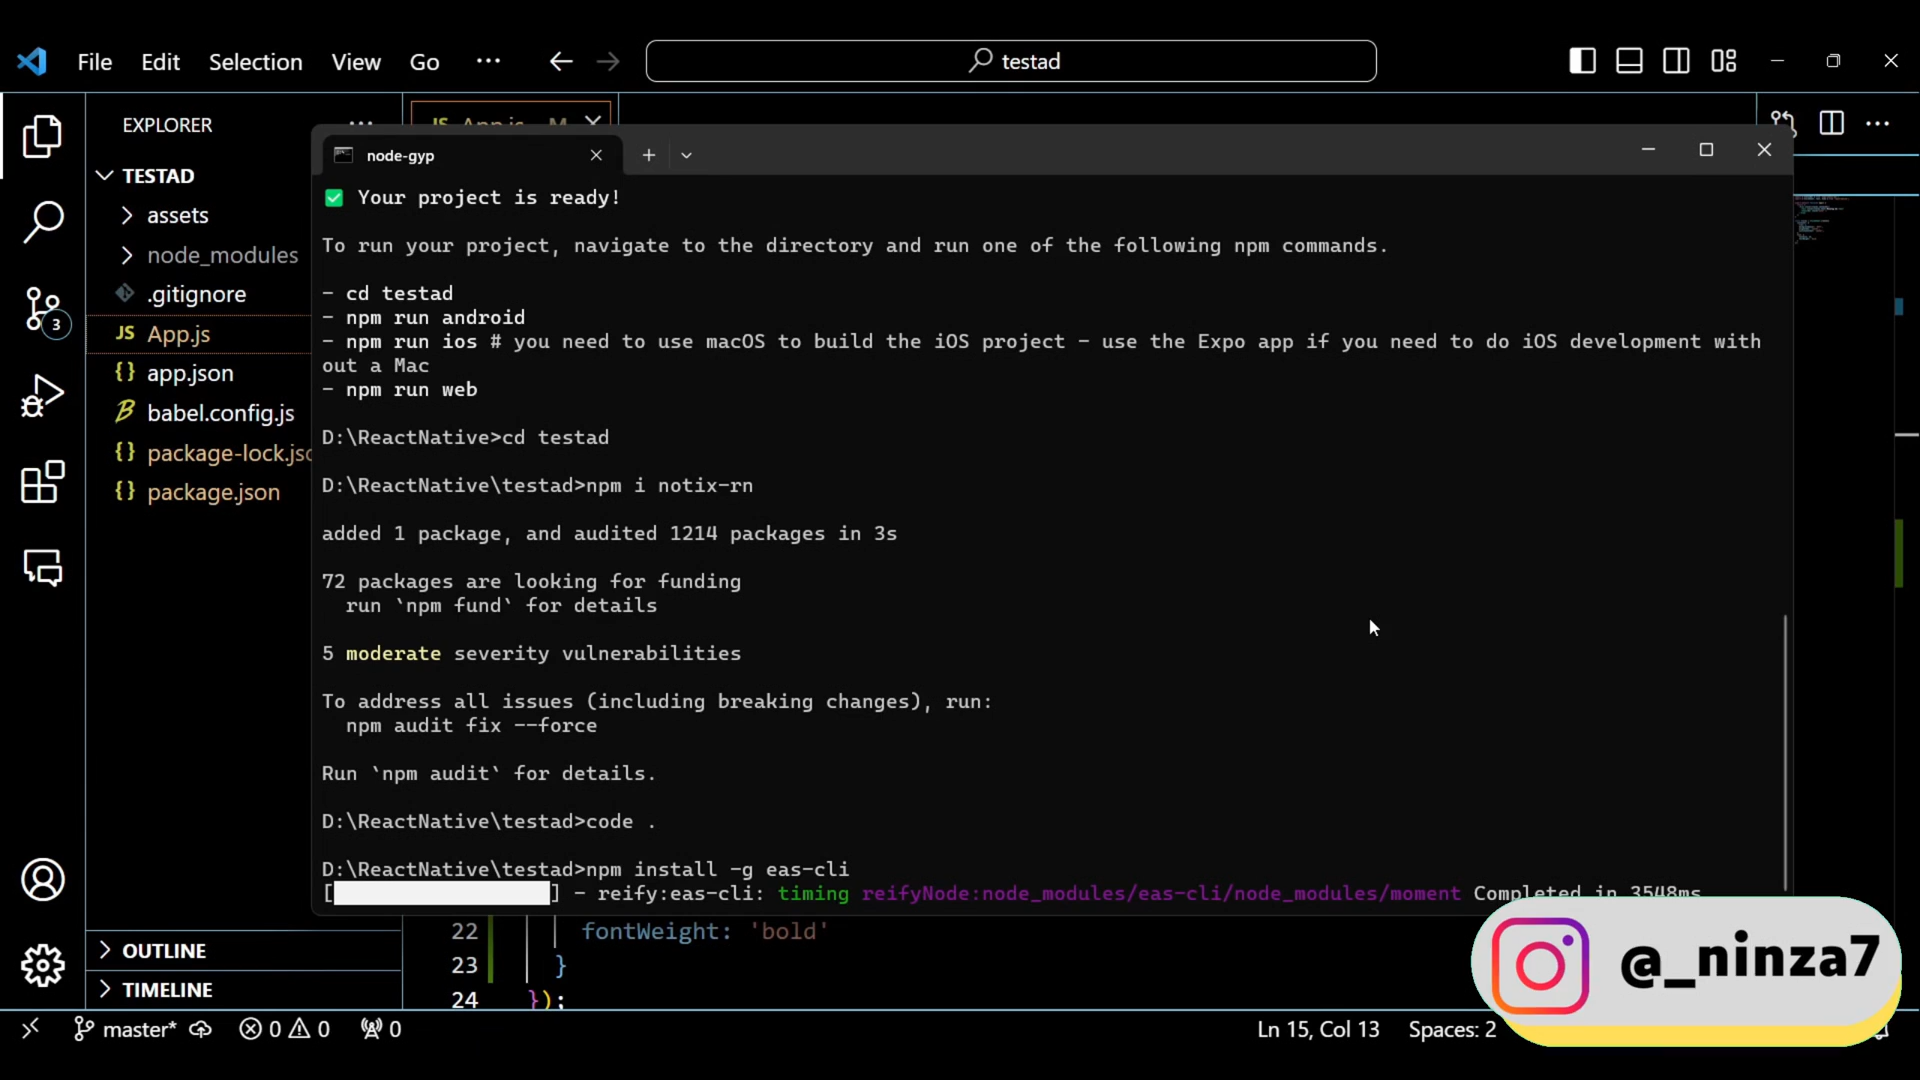 File Edit Selection View Go ··· testad
EXPLORER ···
JS App.js M
TESTAD
assets
node_modules
.gitignore
JS App.js
{} app.json
babel.config.js
{} package-lock.jsc
{} package.json
3
node-gyp
Your project is ready!
To run your project, navigate to the directory and run one of the following npm commands.
- cd testad
- npm run android
- npm run ios # you need to use macOS to build the iOS project - use the Expo app if you need to do iOS development with
out a Mac
- npm run web
D:\ReactNative>cd testad
D:\ReactNative\testad>npm i notix-rn
added 1 package, and audited 1214 packages in 3s
72 packages are looking for funding
run `npm fund` for details
5 moderate severity vulnerabilities
To address all issues (including breaking changes), run:
npm audit fix --force
Run `npm audit` for details.
D:\ReactNative\testad>code .
D:\ReactNative\testad>npm install -g eas-cli
[ ] - reify:eas-cli: timing reifyNode:node_modules/eas-cli/node_modules/moment Completed in 3548ms
22 fontWeight: 'bold'
23 }
24 });
OUTLINE
TIMELINE
@_ninza7
master* 0 0 0 Ln 15, Col 13 Spaces: 2